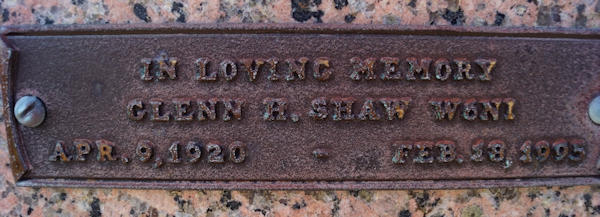 IN LOVING MEMORY
GLENN H. SHAW W6NI
APR. 9, 1920 - FEB. 18, 1995